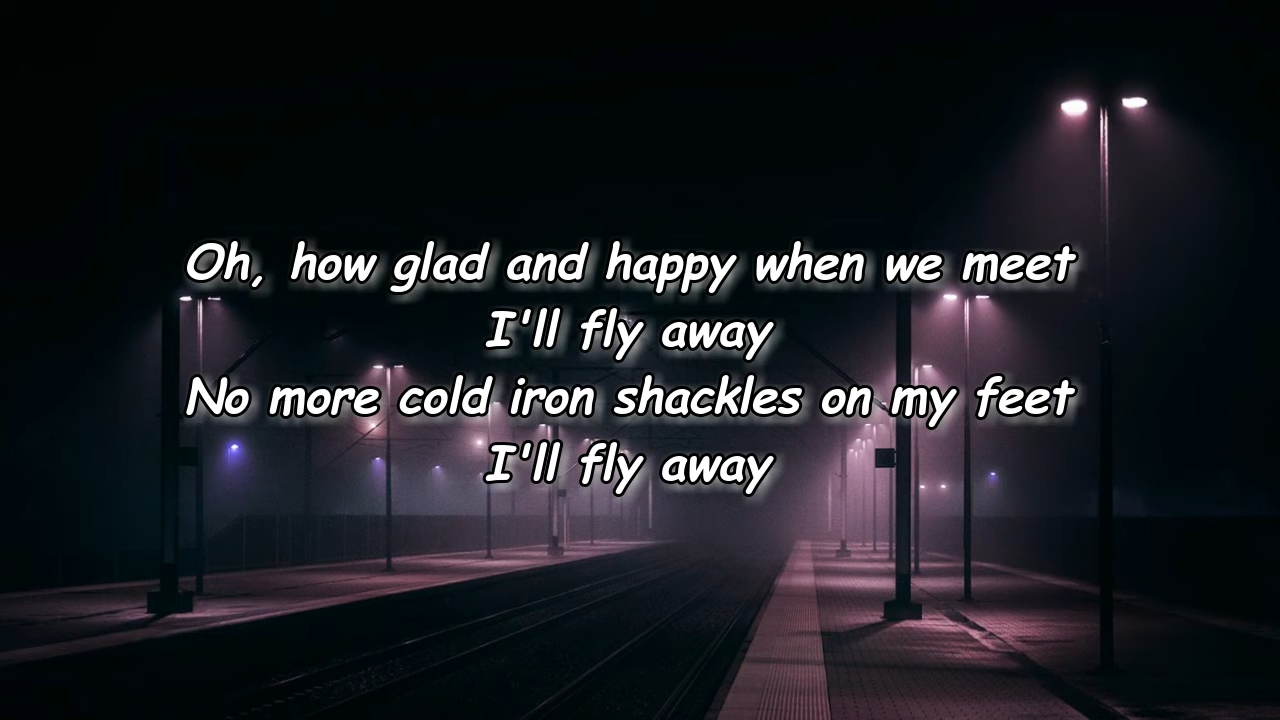 Oh, how glad and happy when we meet
I'll fly away
No more cold iron shackles on my feet
I'll fly away